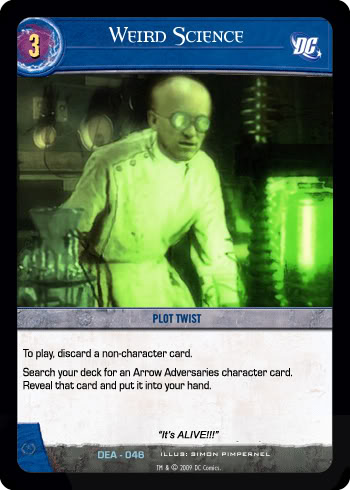 3
WEIRD SCIENCE
DC
PLOT TWIST
To play, discard a non-character card.
Search your deck for an Arrow Adversaries character card.
Reveal that card and put it into your hand.
"It's ALIVE!!!"
DEA - 046 ILLUS: SIMON PIMPERNEL
TM & © 2009 DC Comics.